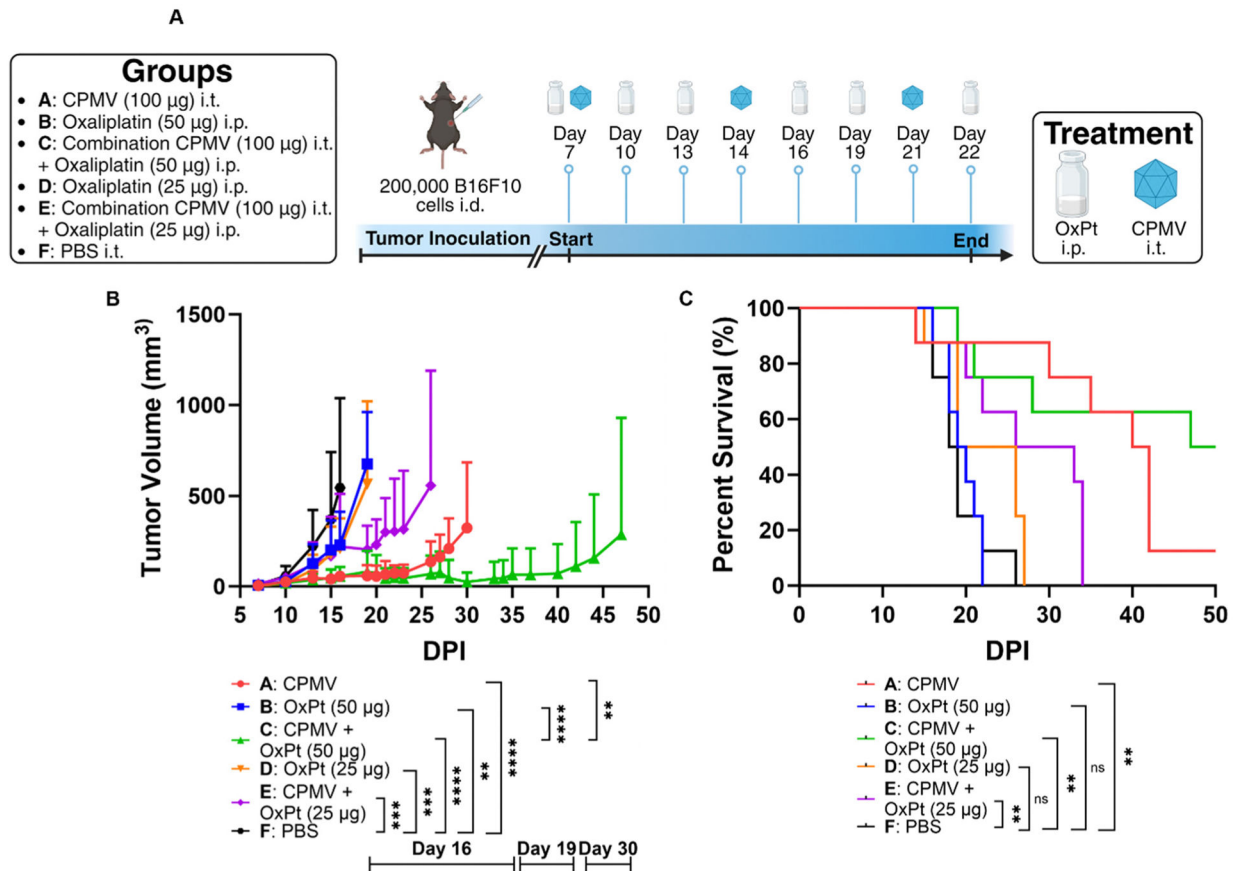 A
Groups
• A: CPMV (100 µg) i.t.
• B: Oxaliplatin (50 µg) i.p.
• C: Combination CPMV (100 µg) i.t.
+ Oxaliplatin (50 µg) i.p.
• D: Oxaliplatin (25 µg) i.p.
• E: Combination CPMV (100 µg) i.t.
+ Oxaliplatin (25 µg) i.p.
• F: PBS i.t.
200,000 B16F10
cells i.d.
Day
7
Day
10
Day
13
Day
14
Day
16
Day
19
Day
21
Day
22
Tumor Inoculation
Start
End
Treatment
OxPt
i.p.
CPMV
i.t.
B
Tumor Volume (mm³)
1500
1000
500
0
5 10 15 20 25 30 35 40 45 50
DPI
A: CPMV
B: OxPt (50 µg)
C: CPMV +
OxPt (50 µg)
D: OxPt (25 µg)
E: CPMV +
OxPt (25 µg)
F: PBS
***
***
****
**
****
****
**
Day 16
Day 19
Day 30
C
Percent Survival (%)
100
80
60
40
20
0
0 10 20 30 40 50
DPI
A: CPMV
B: OxPt (50 µg)
C: CPMV +
OxPt (50 µg)
D: OxPt (25 µg)
E: CPMV +
OxPt (25 µg)
F: PBS
**
ns
**
ns
**